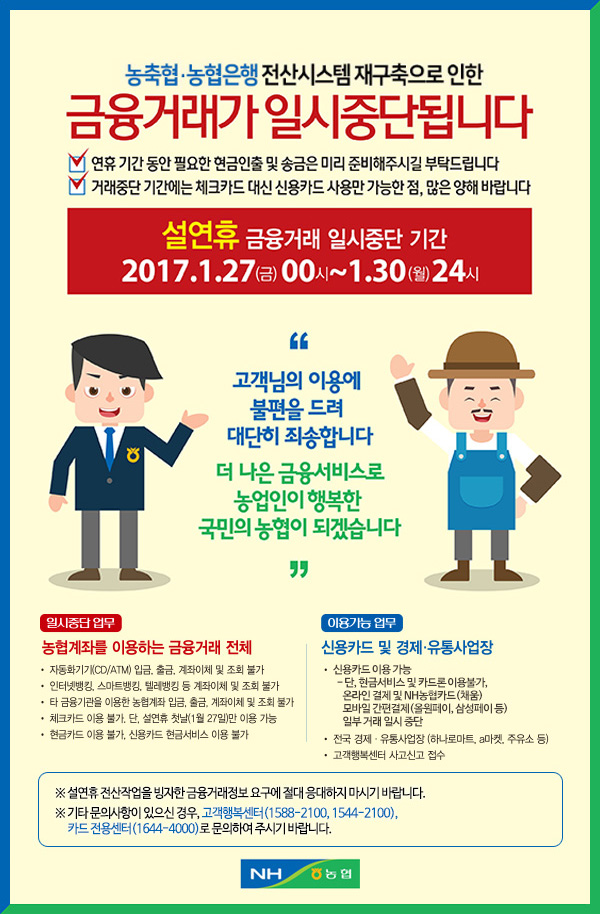 농축협·농협은행 전산시스템 재구축으로 인한
금융거래가 일시중단됩니다
연휴 기간 동안 필요한 현금인출 및 송금은 미리 준비해주시길 부탁드립니다
거래중단 기간에는 체크카드 대신 신용카드 사용만 가능한 점, 많은 양해 바랍니다
설연휴 금융거래 일시중단 기간
2017.1.27(금) 00시~1.30(월) 24시
“
고객님의 이용에
불편을 드려
대단히 죄송합니다
더 나은 금융서비스로
농업인이 행복한
국민의 농협이 되겠습니다
”
일시중단 업무
농협계좌를 이용하는 금융거래 전체
• 자동화기기(CD/ATM) 입금, 출금, 계좌이체 및 조회 불가
• 인터넷뱅킹, 스마트뱅킹, 텔레뱅킹 등 계좌이체 및 조회 불가
• 타 금융기관을 이용한 농협계좌 입금, 출금, 계좌이체 및 조회 불가
• 체크카드 이용 불가, 단, 설연휴 첫날(1월 27일)만 이용 가능
• 현금카드 이용 불가, 신용카드 현금서비스 이용 불가
이용가능 업무
신용카드 및 경제·유통사업장
• 신용카드 이용 가능
- 단, 현금서비스 및 카드론 이용불가,
온라인 결제 및 NH농협카드(채움)
모바일 간편결제(올원페이, 삼성페이 등)
일부 거래 일시 중단
• 전국 경제·유통사업장 (하나로마트, a마켓, 주유소 등)
• 고객행복센터 사고신고 접수
※ 설연휴 전산작업을 빙자한 금융거래정보 요구에 절대 응대하지 마시기 바랍니다.
※ 기타 문의사항이 있으신 경우, 고객행복센터(1588-2100, 1544-2100),
카드 전용센터(1644-4000)로 문의하여 주시기 바랍니다.
NH 농협